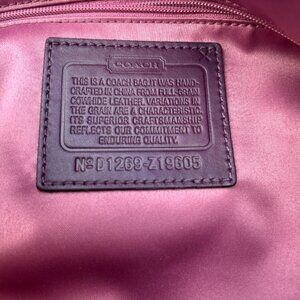 COACH
THIS IS A COACH BAG.IT WAS HAND-
CRAFTED IN CHINA FROM FULL-GRAIN
COWHIDE LEATHER. VARIATIONS IN
THE GRAIN ARE A CHARACTERISTIC.
ITS SUPERIOR CRAFTSMANSHIP
REFLECTS OUR COMMITMENT TO
ENDURING QUALITY.
Nº D1269-Z19605